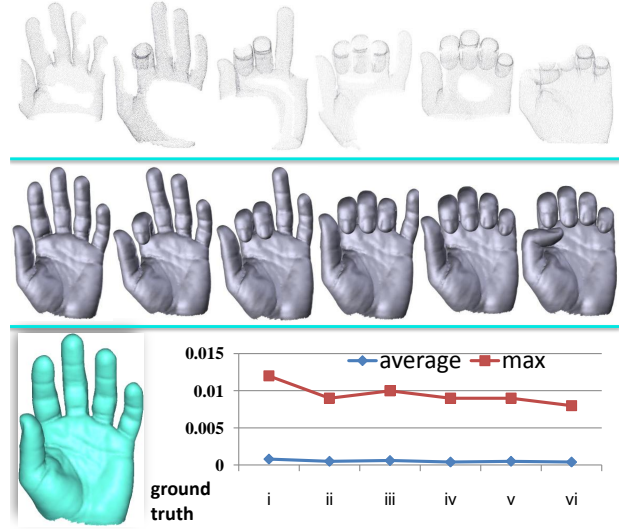 0.015
average max
0.01
0.005
0
i ii iii iv v vi
ground
truth